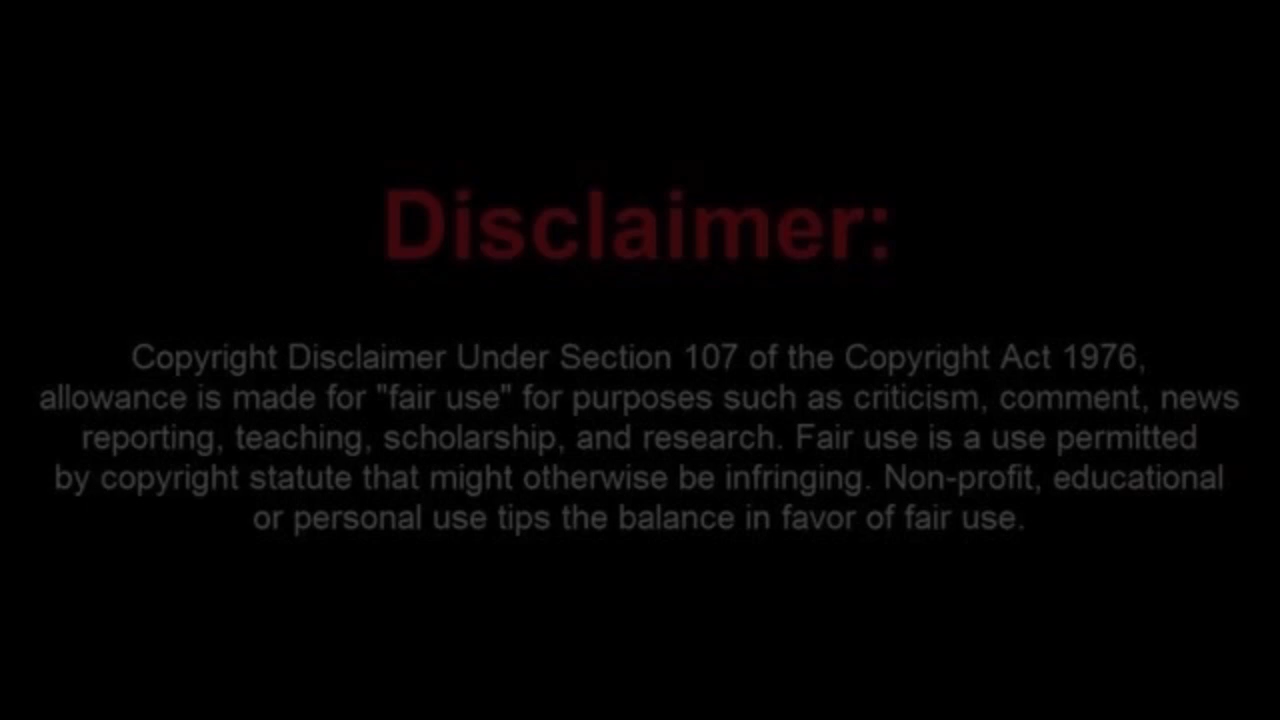 Disclaimer:
Copyright Disclaimer Under Section 107 of the Copyright Act 1976,
allowance is made for "fair use" for purposes such as criticism, comment, news
reporting, teaching, scholarship, and research. Fair use is a use permitted
by copyright statute that might otherwise be infringing. Non-profit, educational
or personal use tips the balance in favor of fair use.